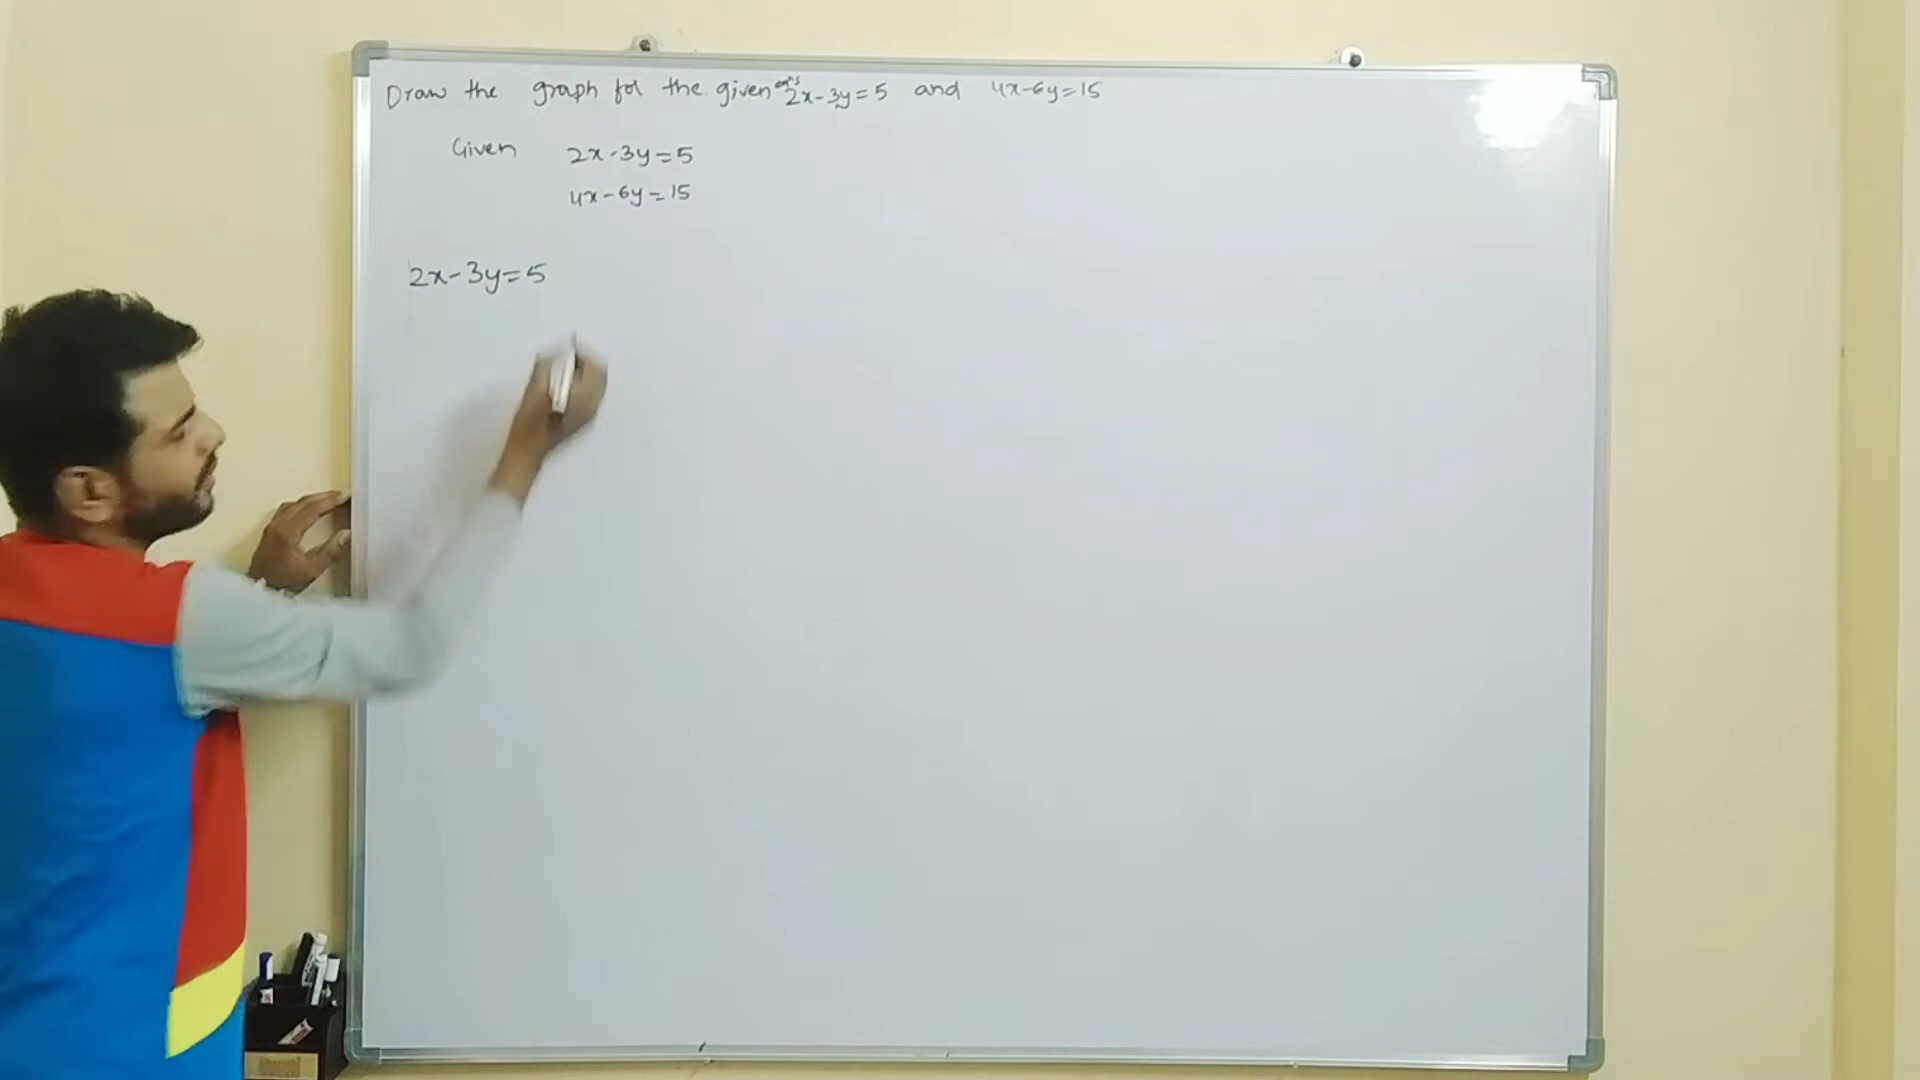 Draw the graph for the given eqn's 2x-3y=5 and 4x-6y=15
Given 2x-3y=5
4x-6y=15
2x-3y=5